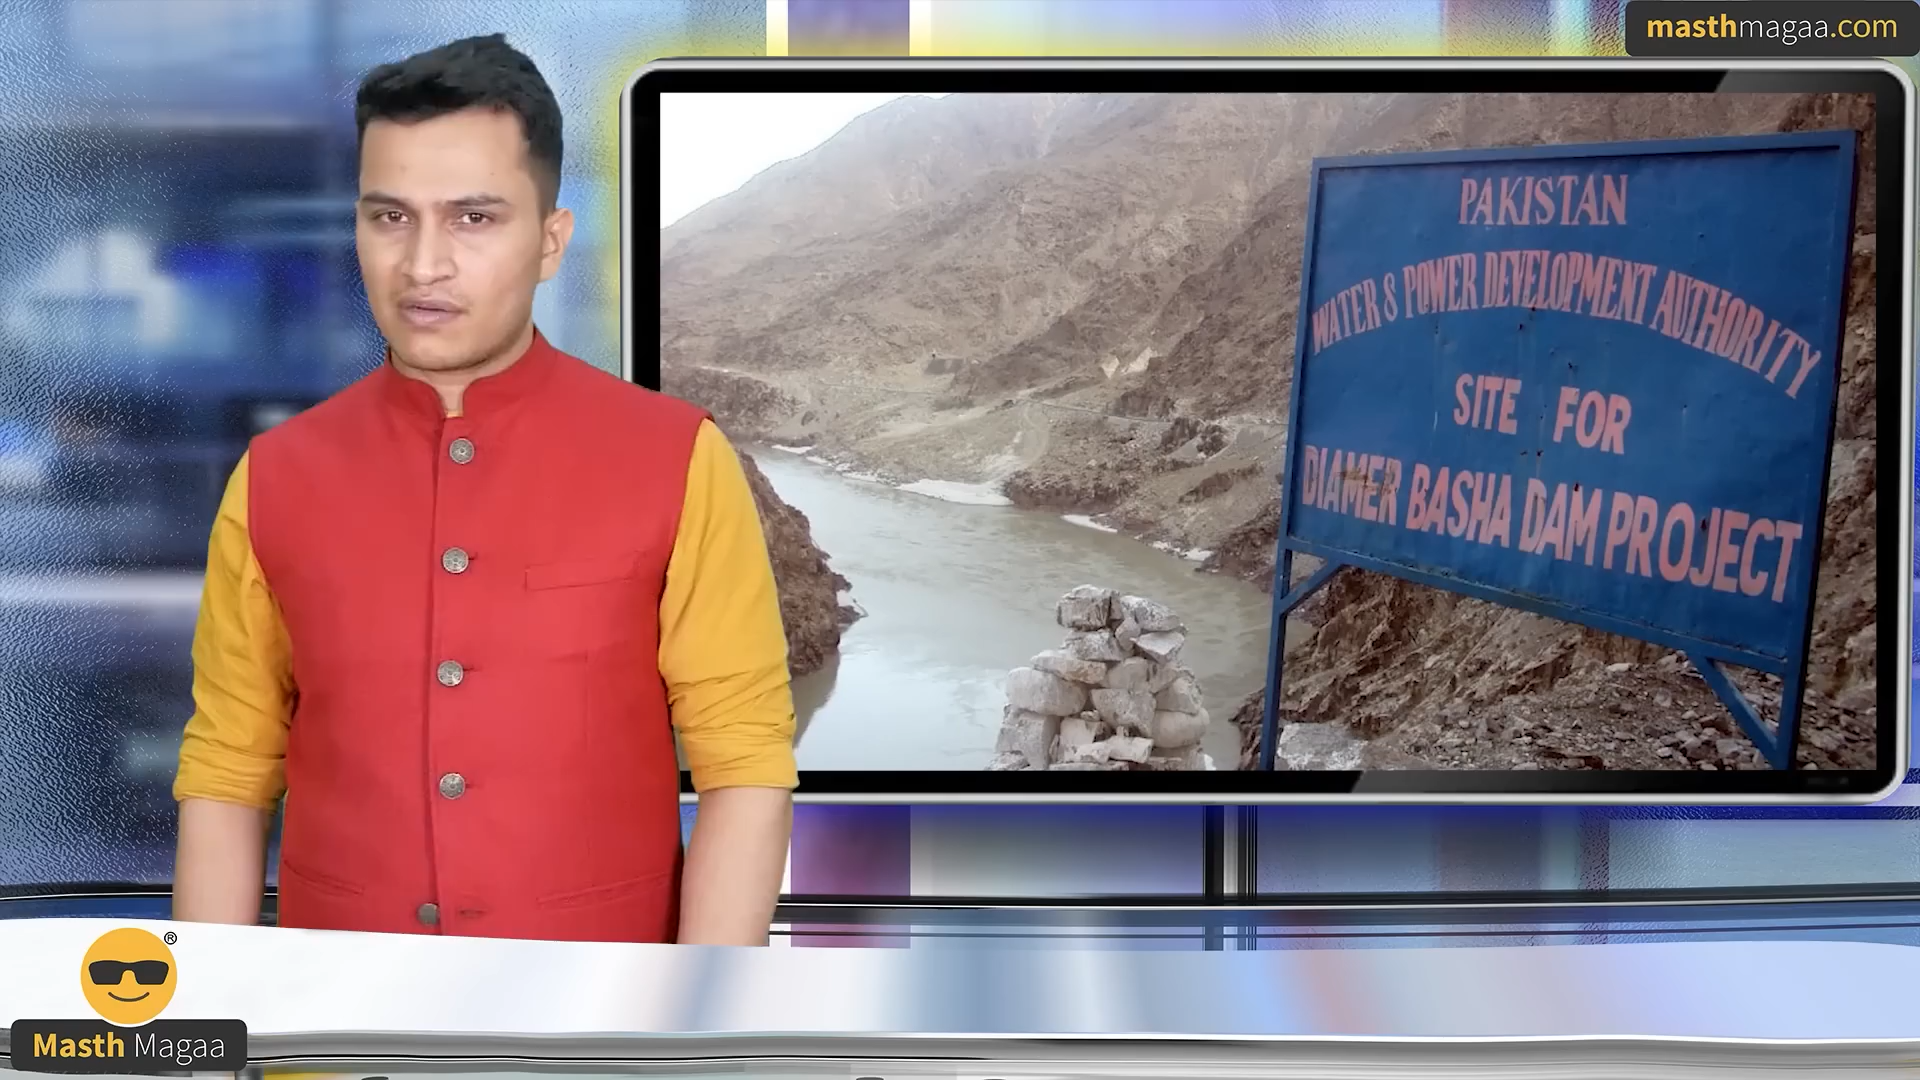 masthmagaa.com
PAKISTAN
WATER & POWER DEVELOPMENT AUTHORITY
SITE FOR
DIAMER BASHA DAM PROJECT
®
Masth Magaa